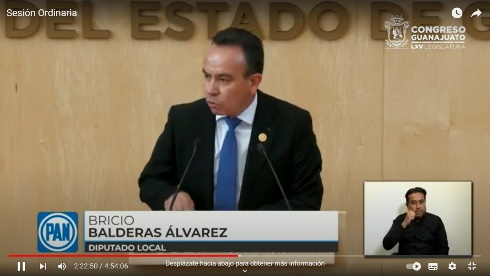 Sesión Ordinaria
DEL ESTADO DE G
CONGRESO
GUANAJUATO
LXV LEGISLATURA
BRICIO
BALDERAS ÁLVAREZ
PAN
DIPUTADO LOCAL
Desplázate hacia abajo para obtener más información
2:22:50 / 4:54:06